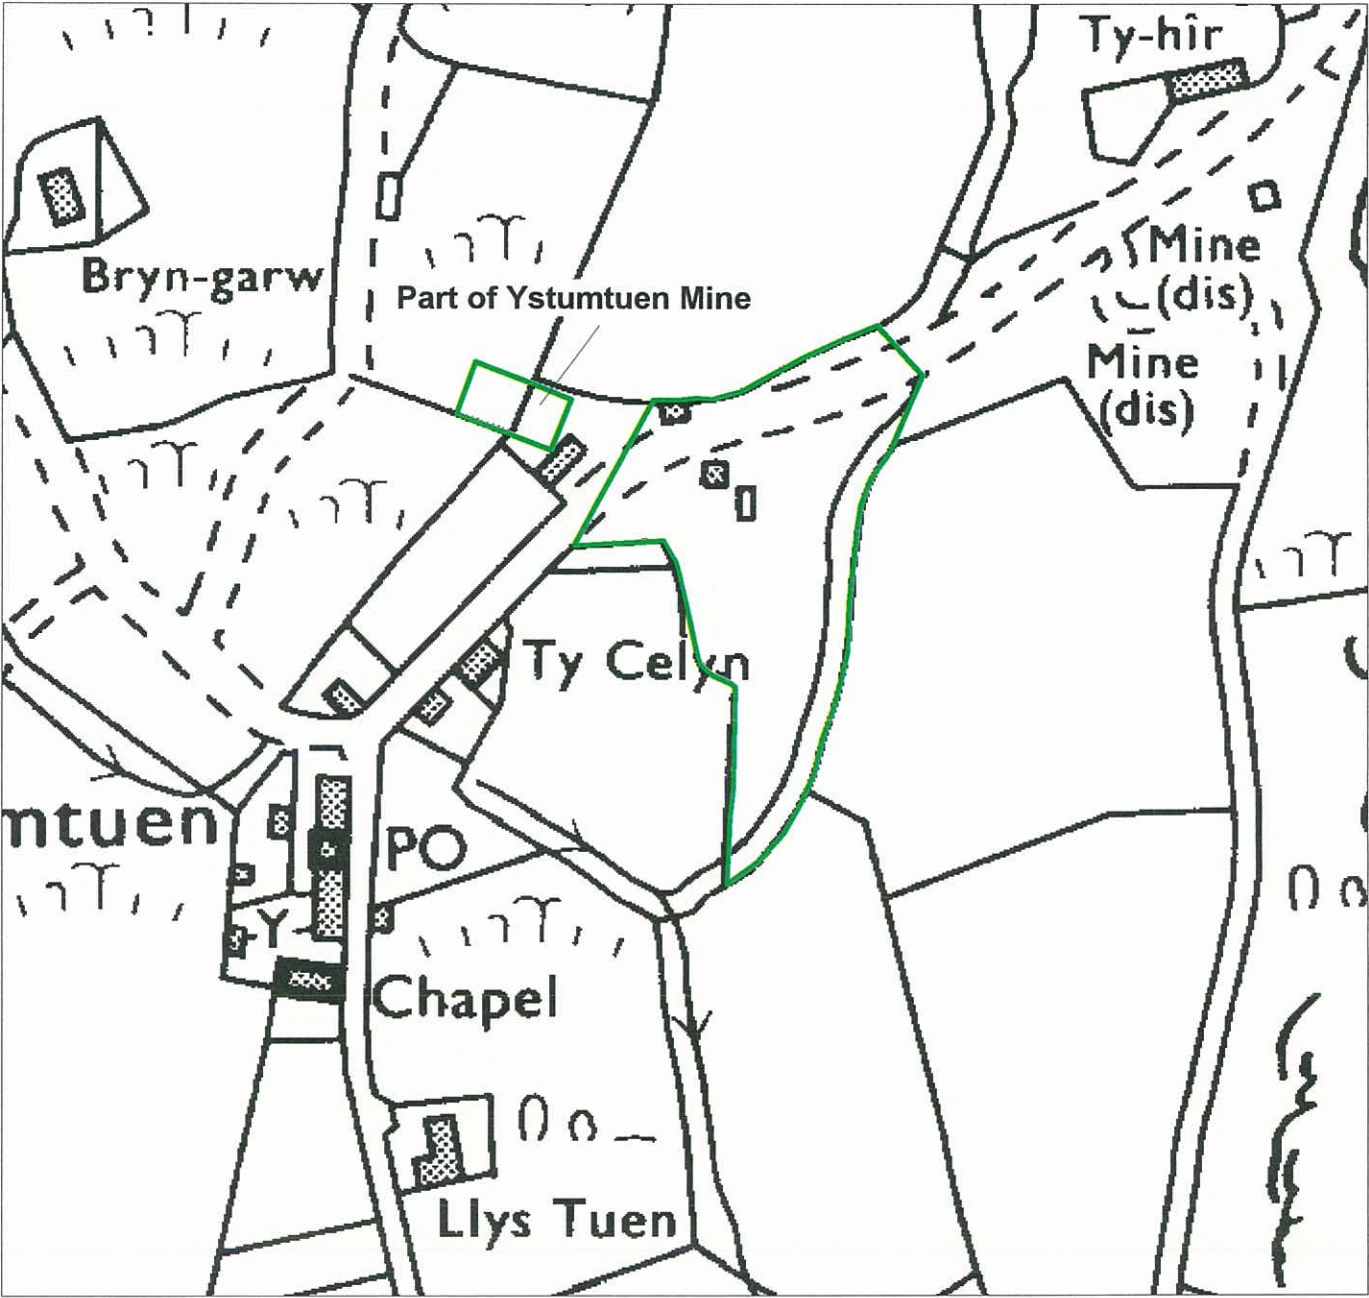 Ty-hîr
Mine
(dis)
Bryn-garw
Part of Ystumtuen Mine
Mine
(dis)
Ty Celyn
mtuen
PO
Y
Chapel
Llys Tuen